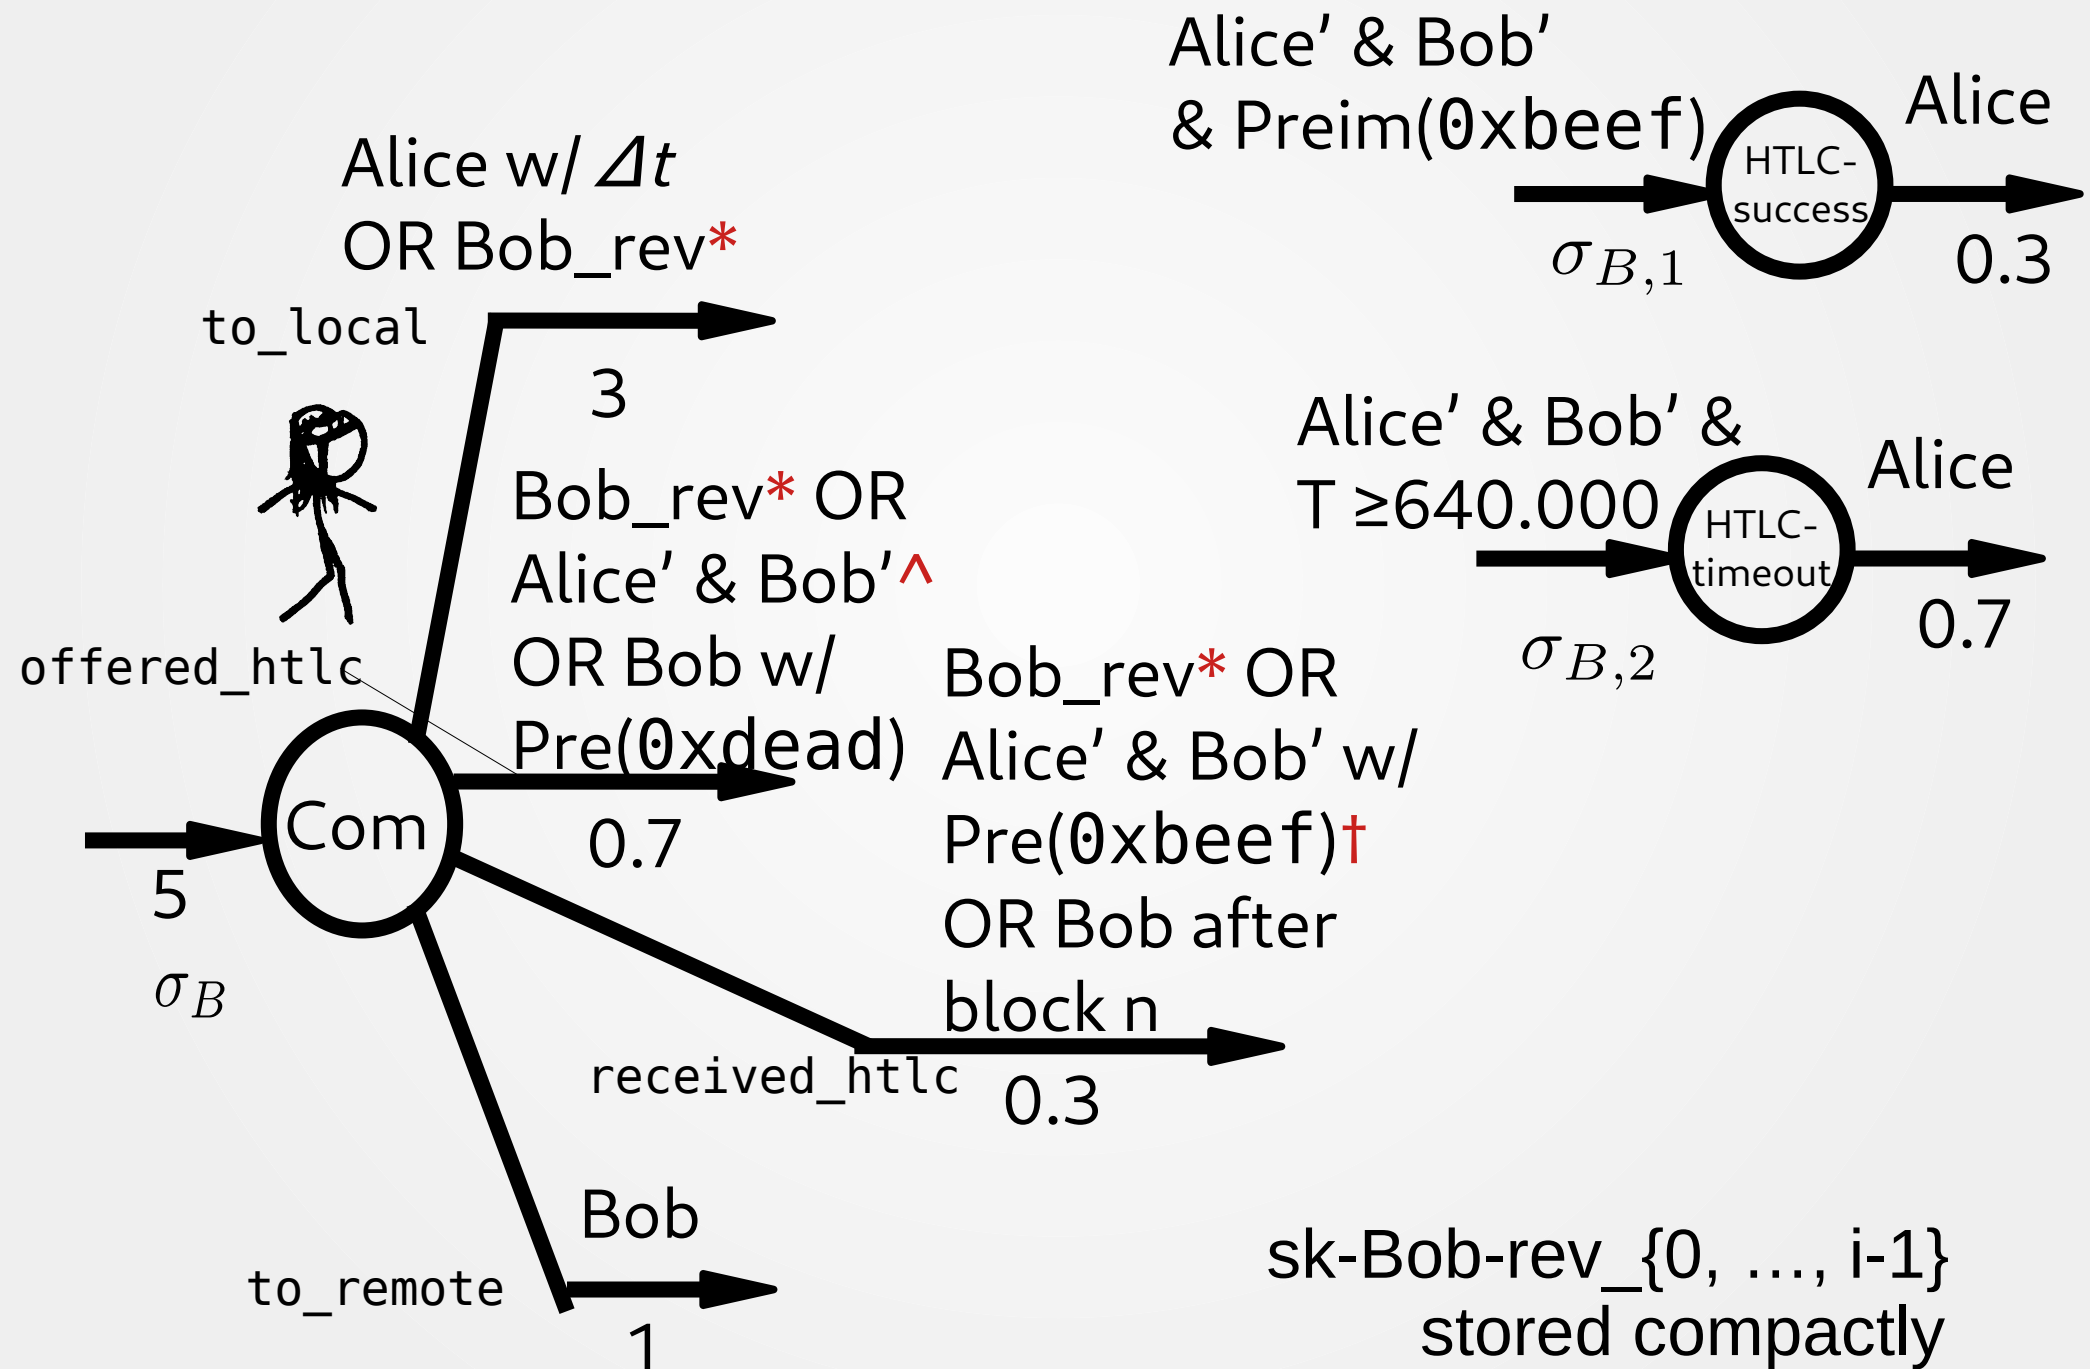 Alice’ & Bob’
& Preim(0xbeef)
HTLC-
success
Alice
σB,1
0.3
Alice w/ Δt
OR Bob_rev*
to_local
3
Alice’ & Bob’ &
T ≥640.000
HTLC-
timeout
Alice
σB,2
0.7
Bob_rev* OR
Alice’ & Bob’^
OR Bob w/
Pre(0xdead)
offered_htlc
0.7
Com
5
σB
Bob_rev* OR
Alice’ & Bob’ w/
Pre(0xbeef)†
OR Bob after
block n
received_htlc
0.3
Bob
to_remote
1
sk-Bob-rev_{0, ..., i-1}
stored compactly